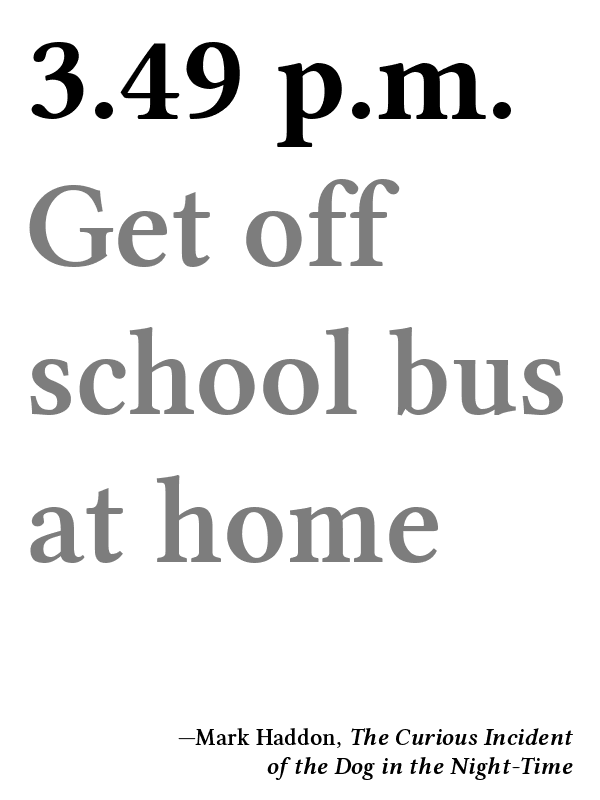 3.49 p.m.
Get off
school bus
at home
—Mark Haddon, The Curious Incident
of the Dog in the Night-Time